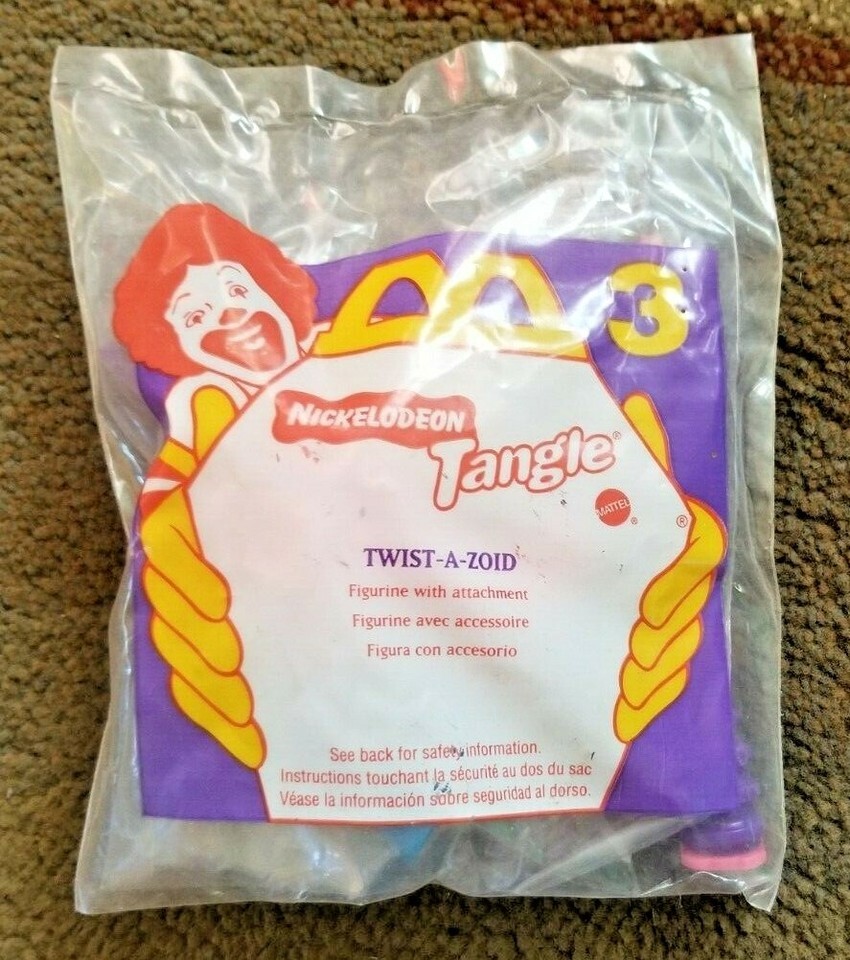 3
NICKELODEON
Tangle®
MATTEL
®
®
TWIST-A-ZOID
Figurine with attachment
Figurine avec accessoire
Figura con accesorio
See back for safety information.
Instructions touchant la sécurité au dos du sac
Véase la información sobre seguridad al dorso.